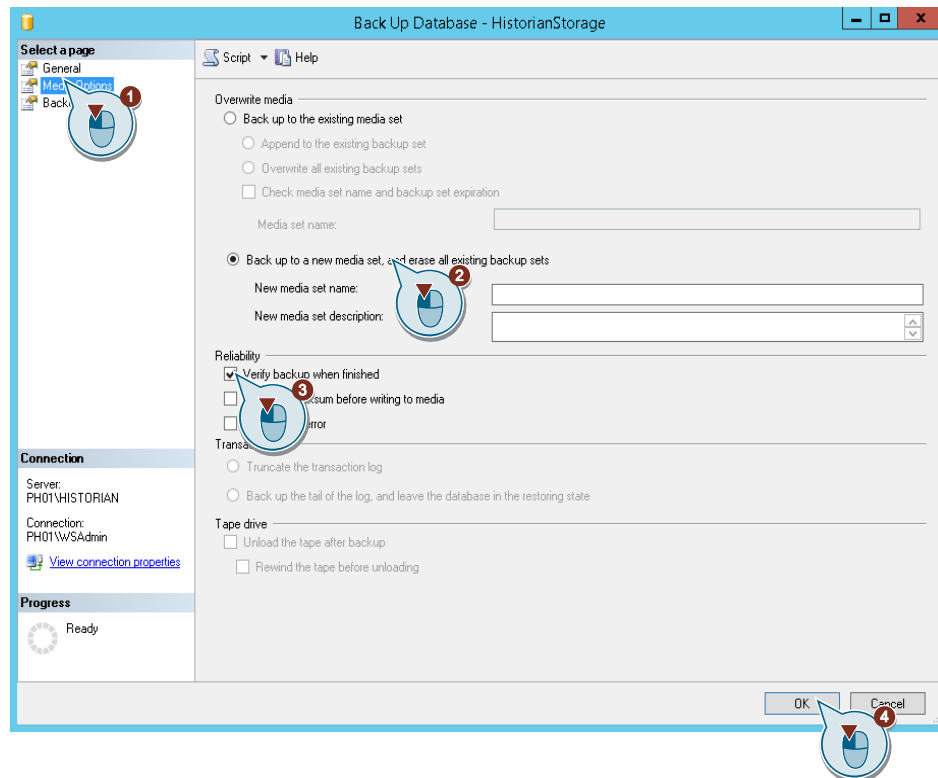 Back Up Database - HistorianStorage
Select a page
General
Media Options
1
Script Help
Overwrite media
Back up to the existing media set
Append to the existing backup set
Overwrite all existing backup sets
Check media set name and backup set expiration
Media set name:
Back up to a new media set, and erase all existing backup sets
2
New media set name:
New media set description:
Reliability
Verify backup when finished
3
before writing to media
error
Truncate the transaction log
Back up the tail of the log, and leave the database in the restoring state
Tape drive
Unload the tape after backup
Rewind the tape before unloading
Connection
Server:
PH01\HISTORIAN
Connection:
PH01\WSAdmin
View connection properties
Progress
Ready
OK Cancel
4